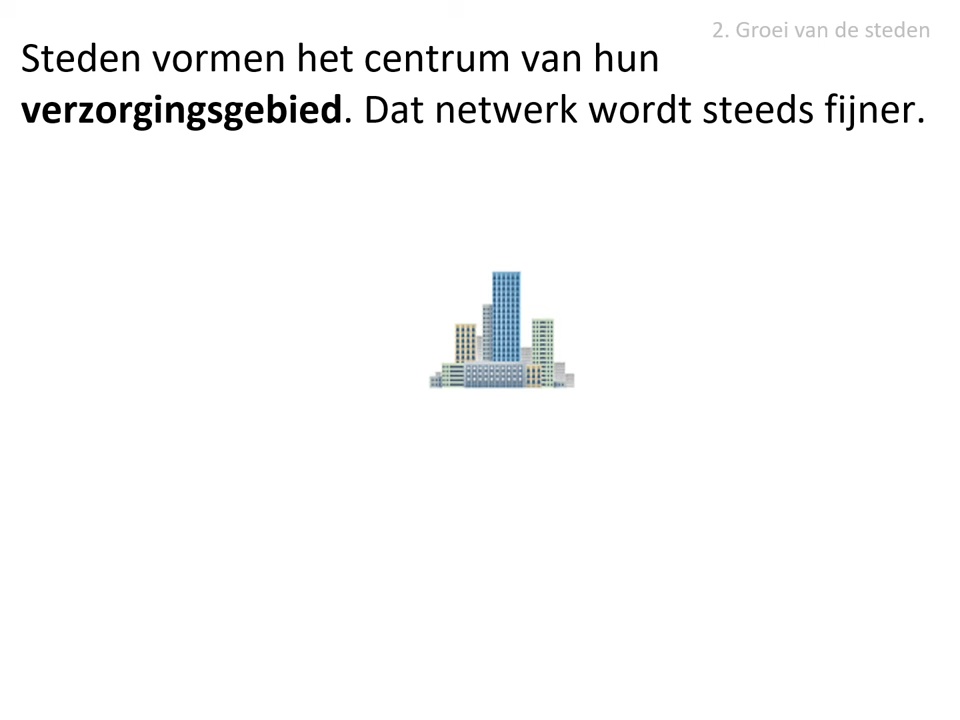 2. Groei van de steden
Steden vormen het centrum van hun
verzorgingsgebied. Dat netwerk wordt steeds fijner.